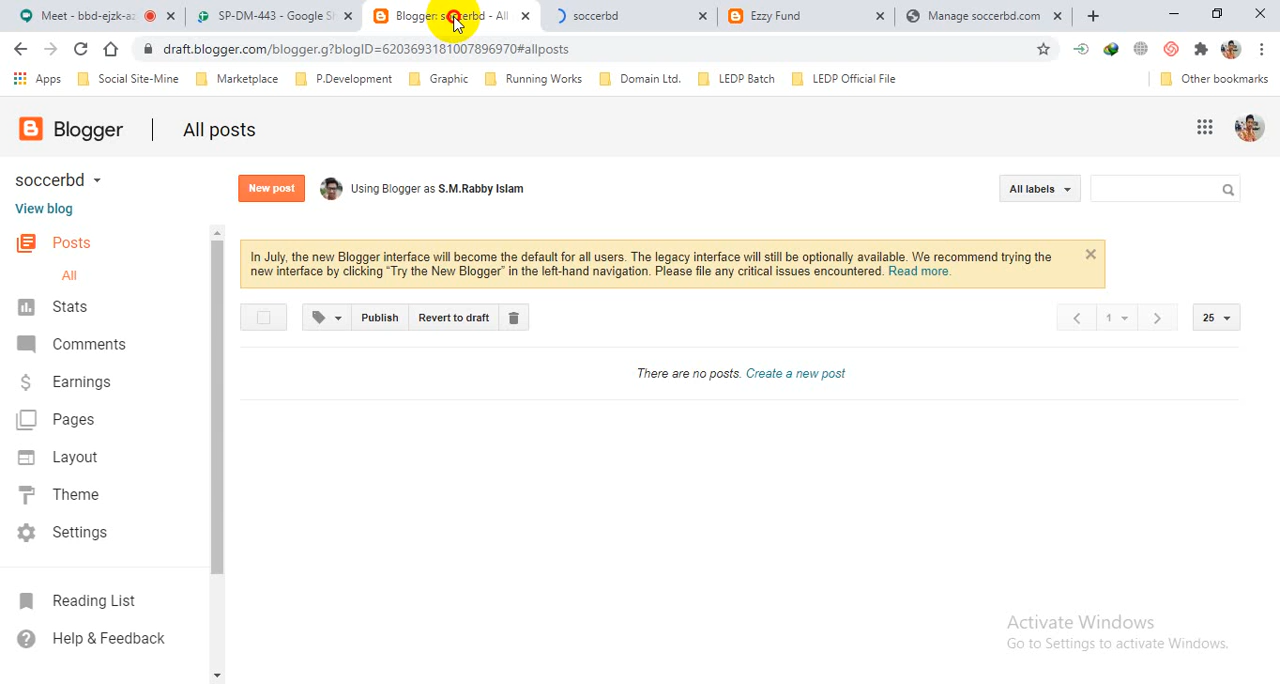 Meet - bbd-ejzk-az
SP-DM-443 - Google Sh
Blogger: soccerbd - All
soccerbd
Ezzy Fund
Manage soccerbd.com
draft.blogger.com/blogger.g?blogID=6203693181007896970#allposts
Apps
Social Site-Mine
Marketplace
P.Development
Graphic
Running Works
Domain Ltd.
LEDP Batch
LEDP Official File
Other bookmarks
Blogger
All posts
soccerbd
View blog
New post
Using Blogger as S.M.Rabby Islam
All labels
Posts
All
Stats
Comments
Earnings
Pages
Layout
Theme
Settings
Reading List
Help & Feedback
In July, the new Blogger interface will become the default for all users. The legacy interface will still be optionally available. We recommend trying the
new interface by clicking “Try the New Blogger” in the left-hand navigation. Please file any critical issues encountered. Read more.
Publish
Revert to draft
1
25
There are no posts. Create a new post
Activate Windows
Go to Settings to activate Windows.